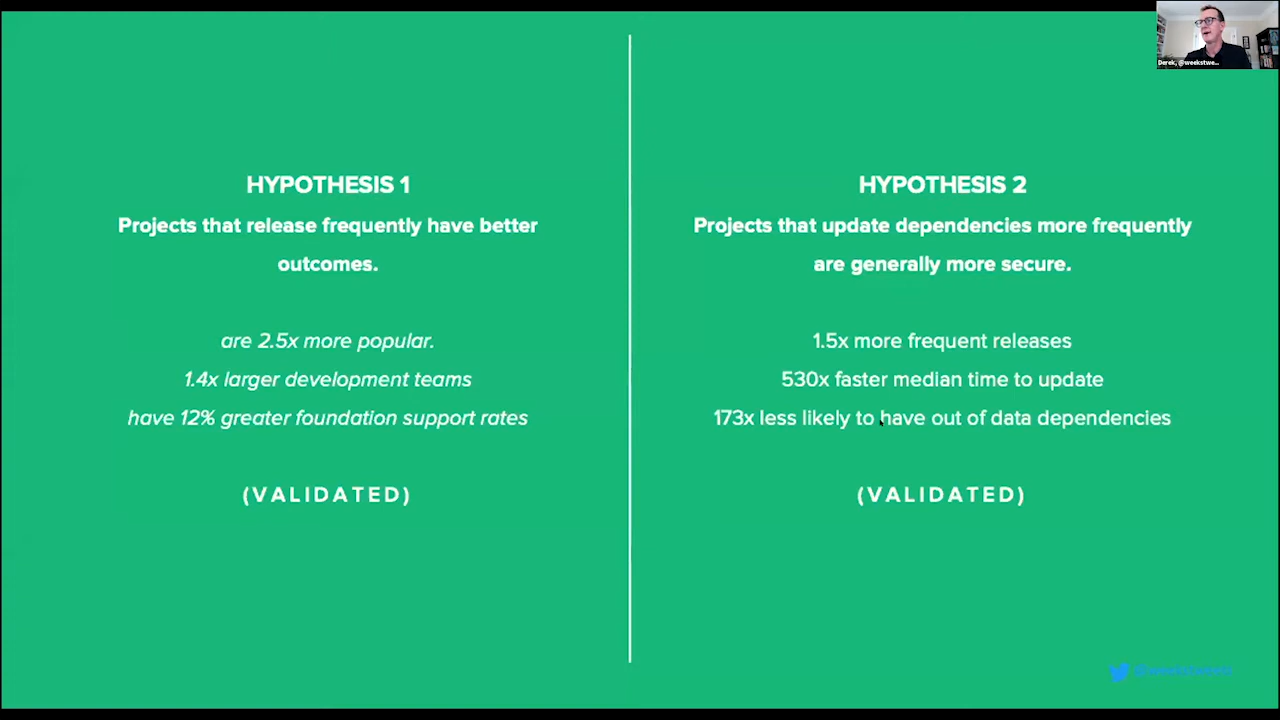 Derek, @weekstwe...
HYPOTHESIS 1
Projects that release frequently have better
outcomes.
are 2.5x more popular.
1.4x larger development teams
have 12% greater foundation support rates
(VALIDATED)
HYPOTHESIS 2
Projects that update dependencies more frequently
are generally more secure.
1.5x more frequent releases
530x faster median time to update
173x less likely to have out of data dependencies
(VALIDATED)